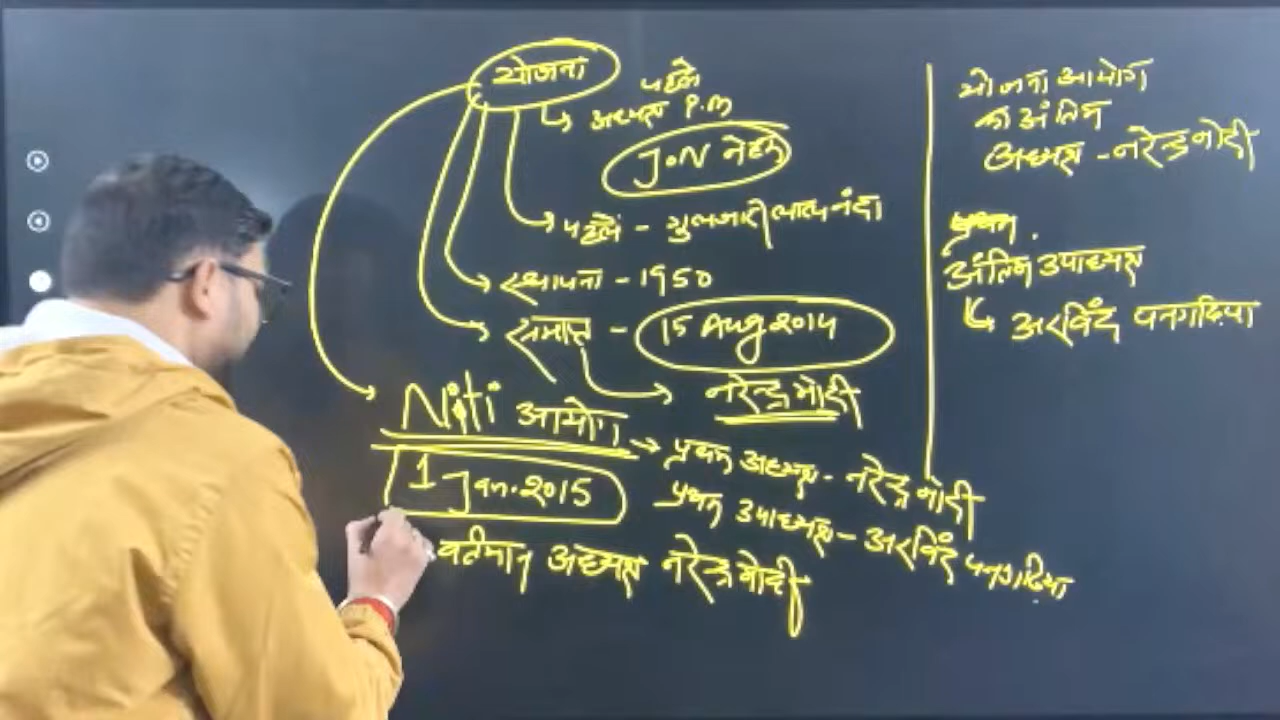 योजना
पहले
अध्यक्ष P.M
J.N नेहरू
पहले - गुलजारीलाल नंदा
स्थापना - 1950
समाप्त - 15 Aug 2014
नरेन्द्र मोदी
Niti आयोग
1 Jan. 2015
प्रथम अध्यक्ष - नरेन्द्र मोदी
प्रथम उपाध्यक्ष - अरविंद पनगढिया
वर्तमान अध्यक्ष नरेन्द्र मोदी
योजना आयोग
का अंतिम
अध्यक्ष - नरेन्द्र मोदी
अंतिम उपाध्यक्ष
अरविंद पनगढिया